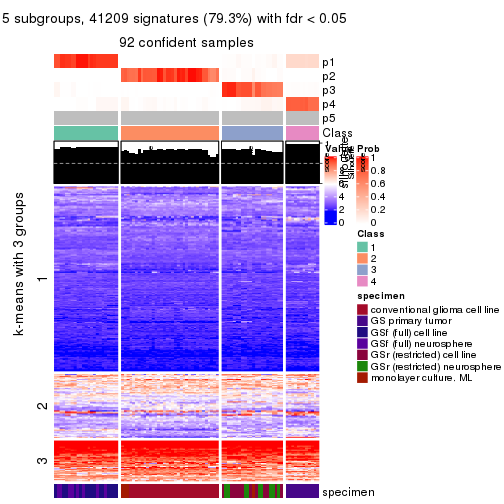 5 subgroups, 41209 signatures (79.3%) with fdr < 0.05
92 confident samples
p1
p2
p3
p4
p5
Class
Value
Prob
6
4
2
0
1
0.8
0.6
0.4
0.2
0
k-means with 3 groups
1
2
3
Class
1
2
3
4
specimen
conventional glioma cell line
GS primary tumor
GSf (full) cell line
GSf (full) neurosphere
GSr (restricted) cell line
GSr (restricted) neurosphere
monolayer culture. ML
specimen